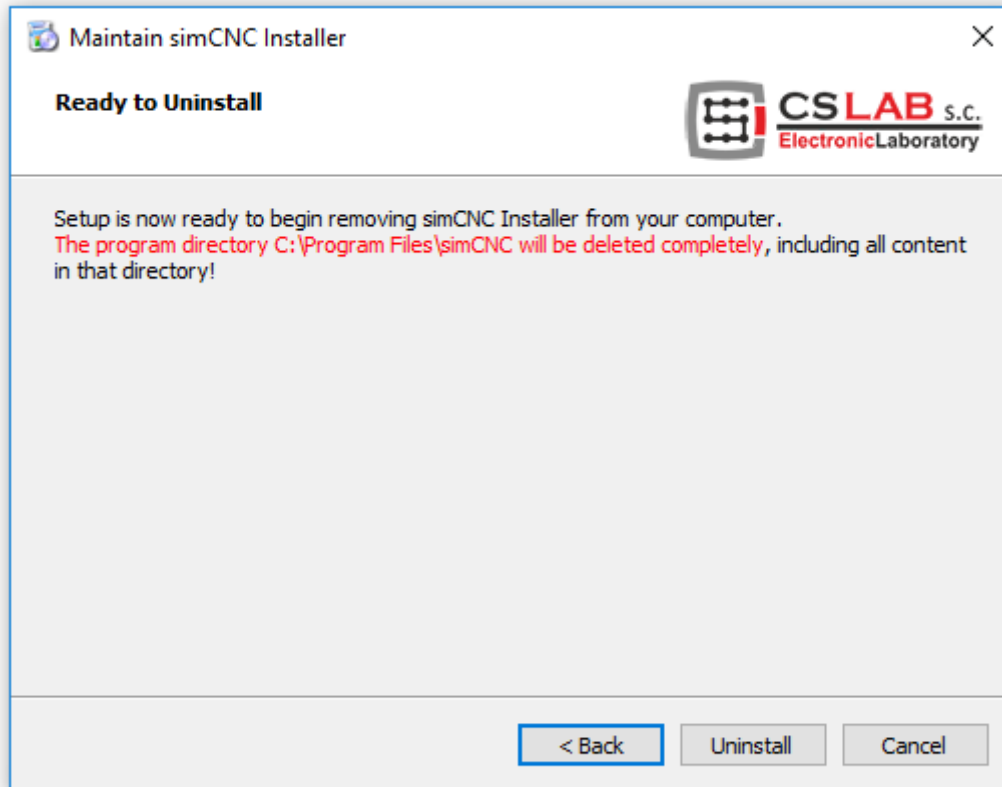 Maintain simCNC Installer
Ready to Uninstall
CSLAB s.c.
ElectronicLaboratory
Setup is now ready to begin removing simCNC Installer from your computer.
The program directory C:\Program Files\simCNC will be deleted completely, including all content
in that directory!
< Back
Uninstall
Cancel